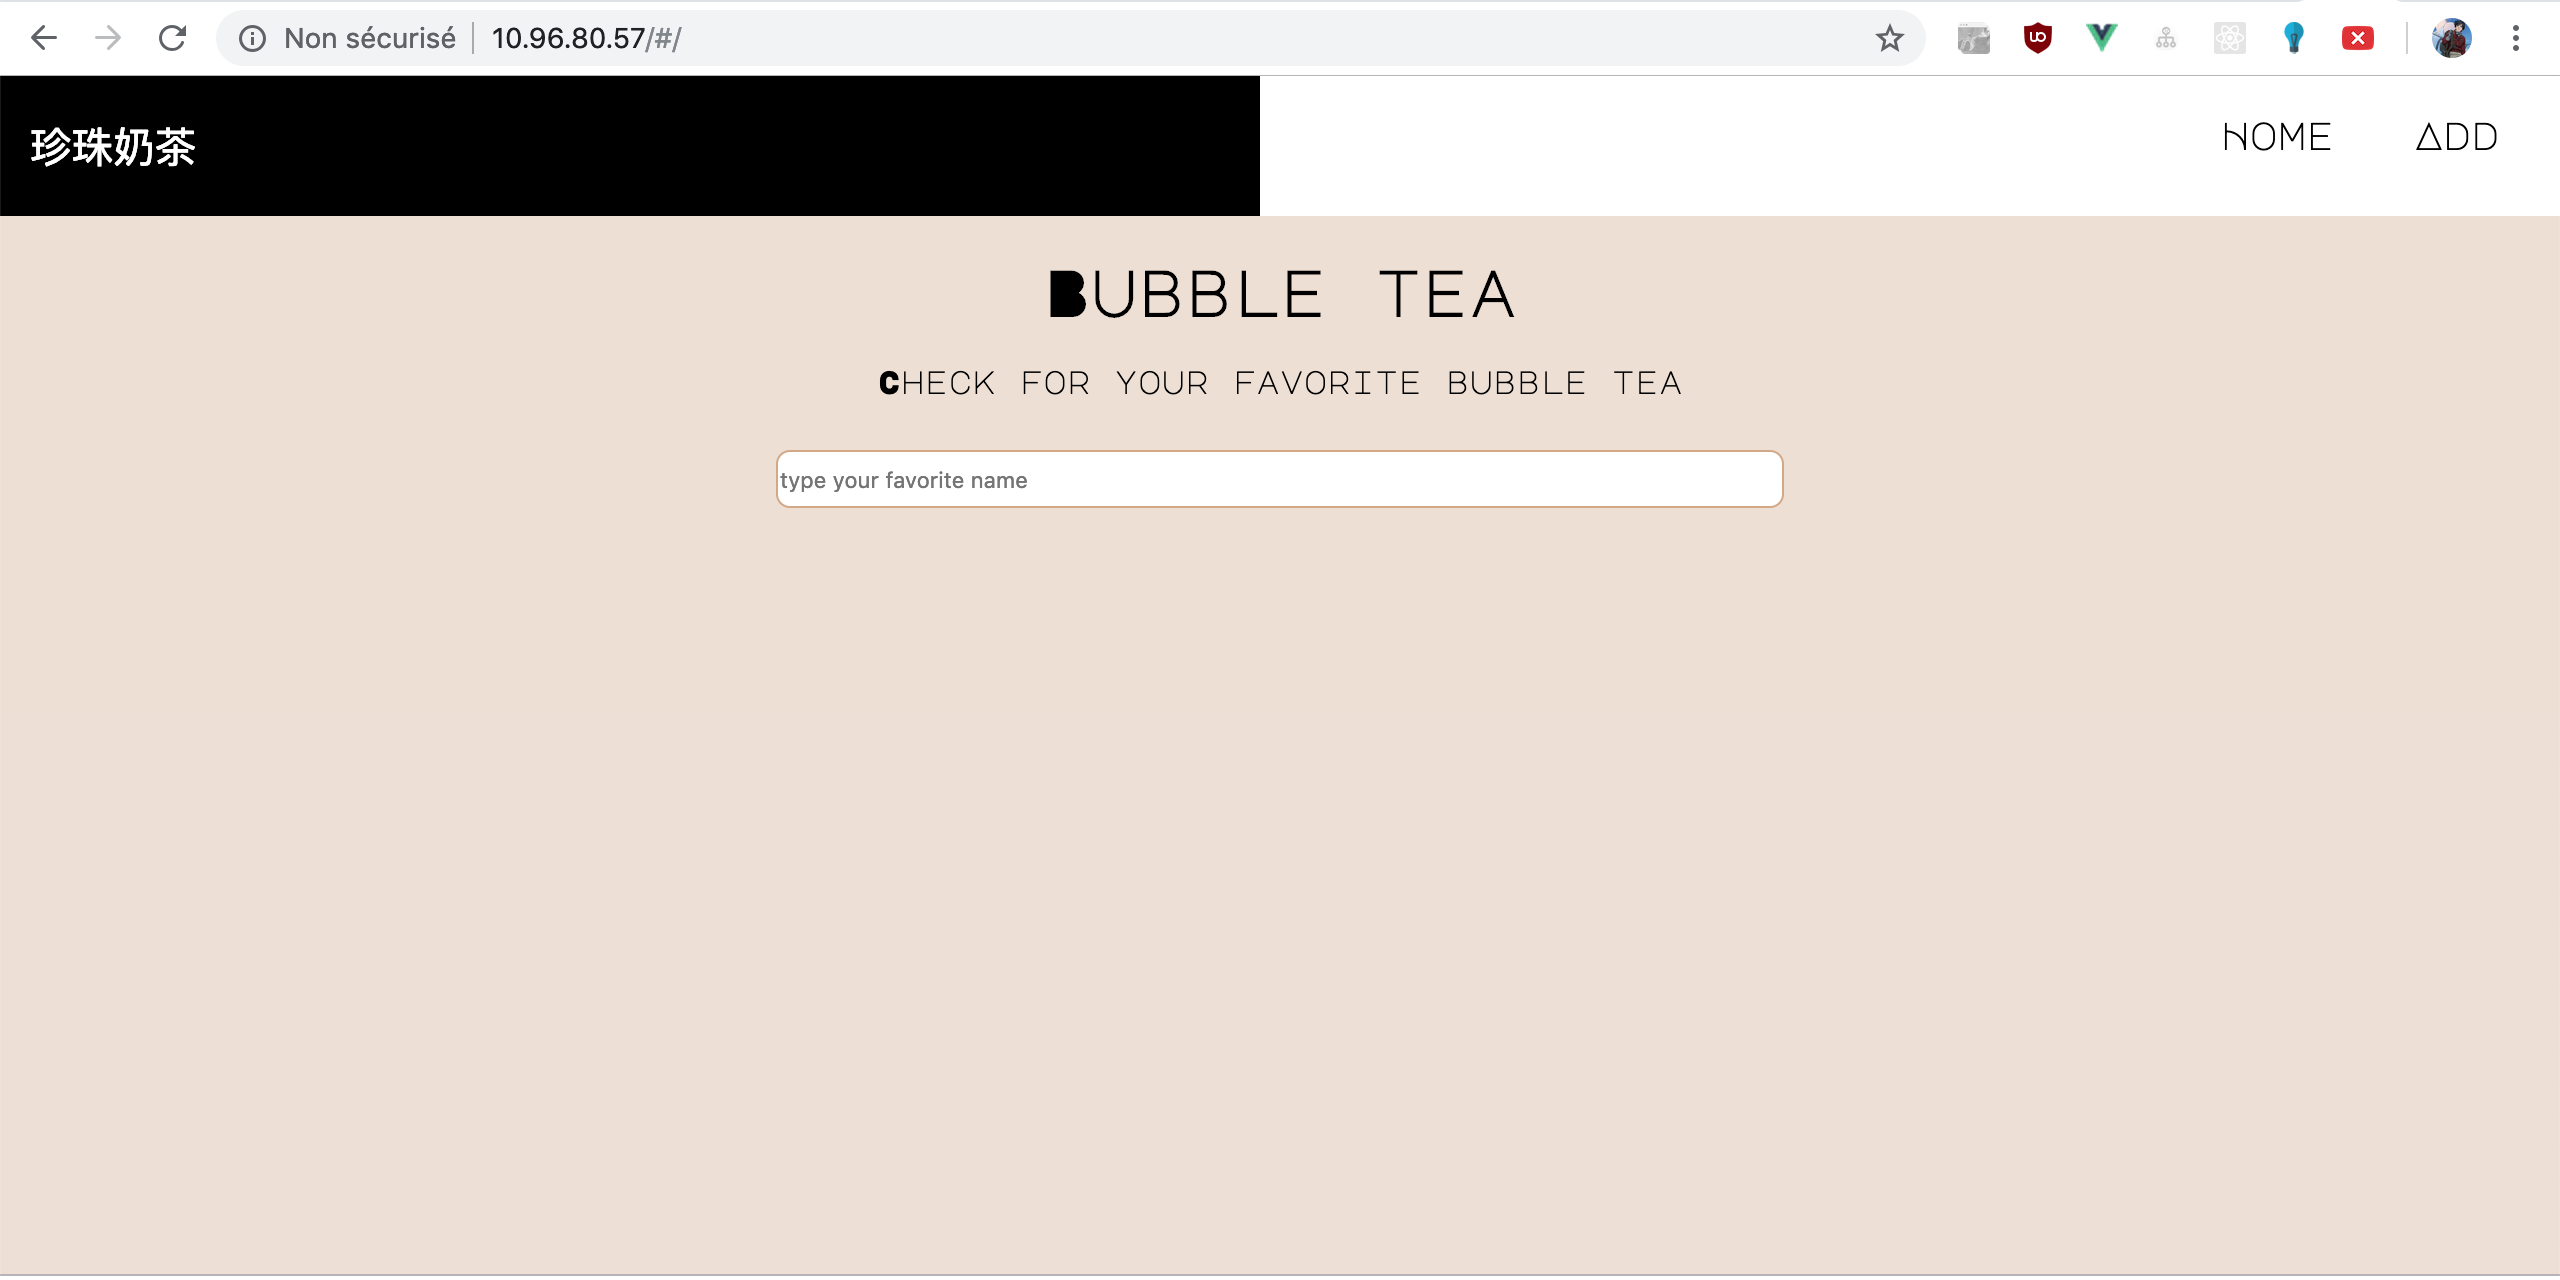 Non sécurisé | 10.96.80.57/#/
珍珠奶茶
HOME ADD
BUBBLE TEA
CHECK FOR YOUR FAVORITE BUBBLE TEA
type your favorite name